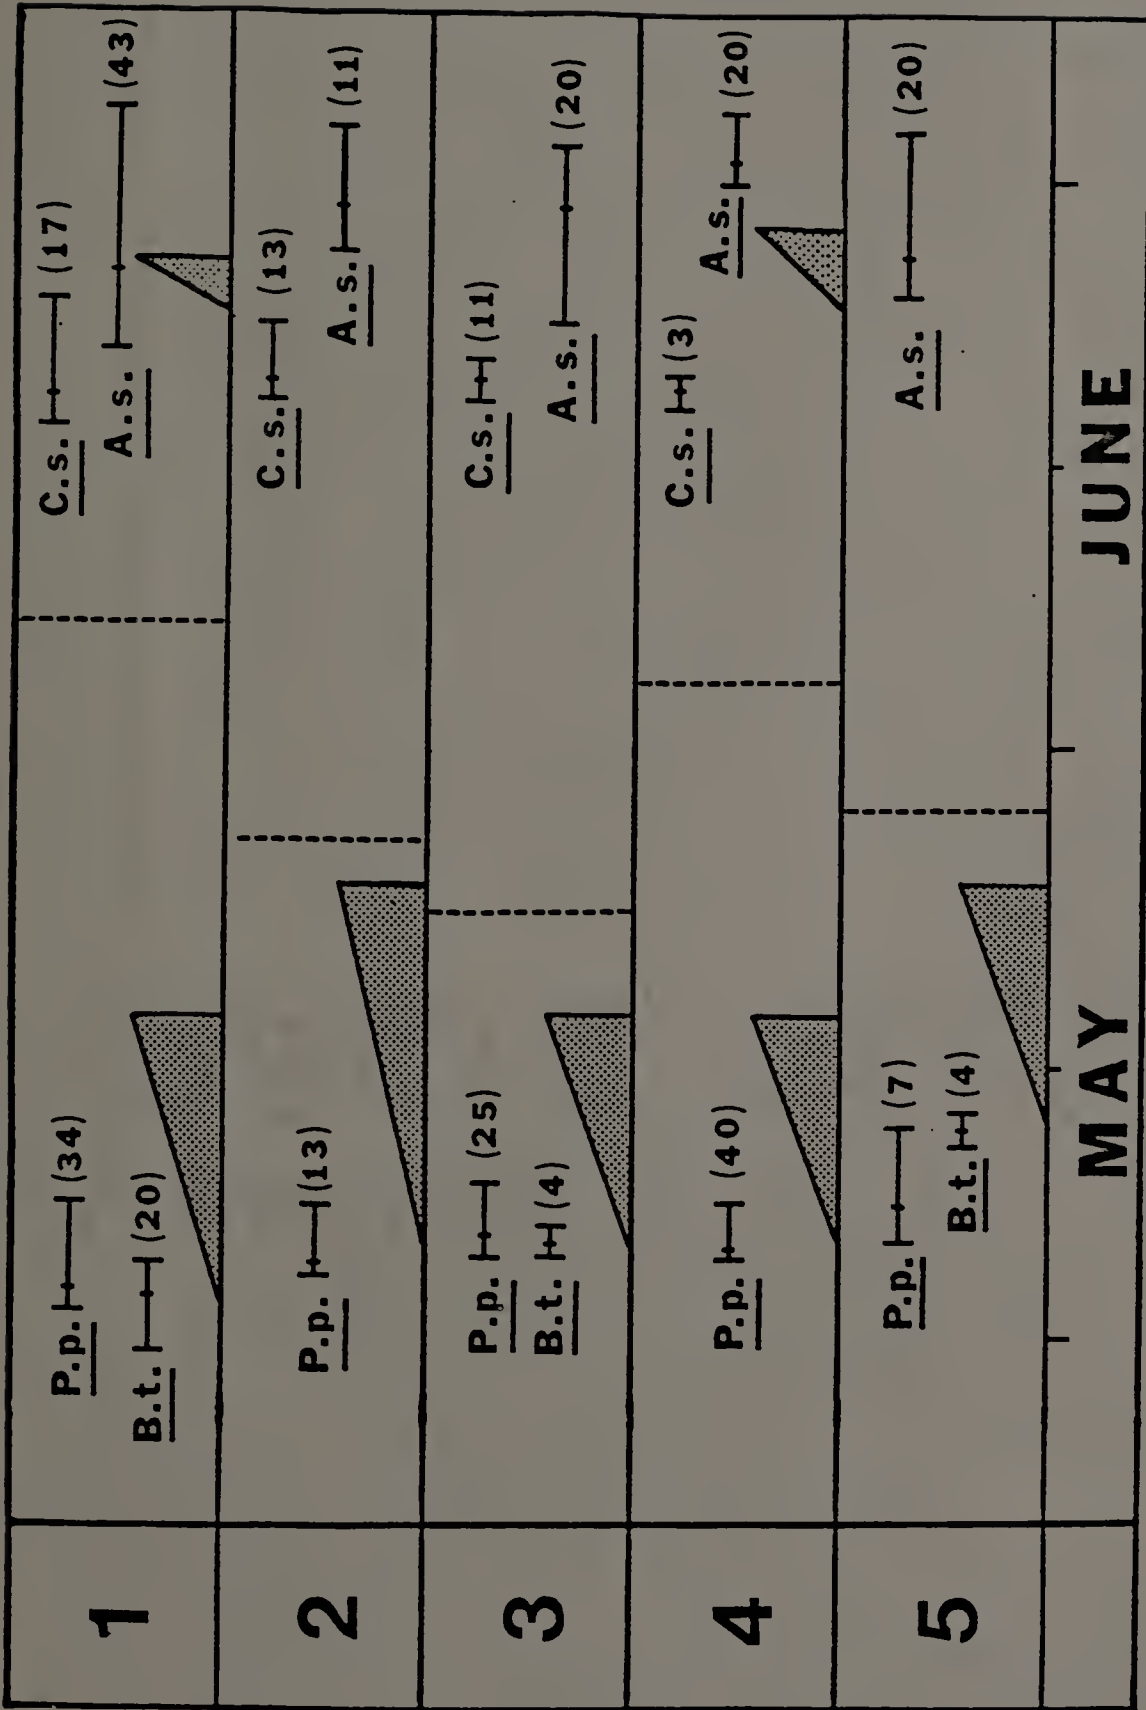 1
P.p. (34)
B.t. (20)
C.s. (17)
A.s. (43)
2
P.p. (13)
C.s. (13)
A.s. (11)
3
P.p. (25)
B.t. (4)
C.s. (11)
A.s. (20)
4
P.p. (40)
C.s. (3)
A.s. (20)
5
P.p. (7)
B.t. (4)
A.s. (20)
MAY JUNE